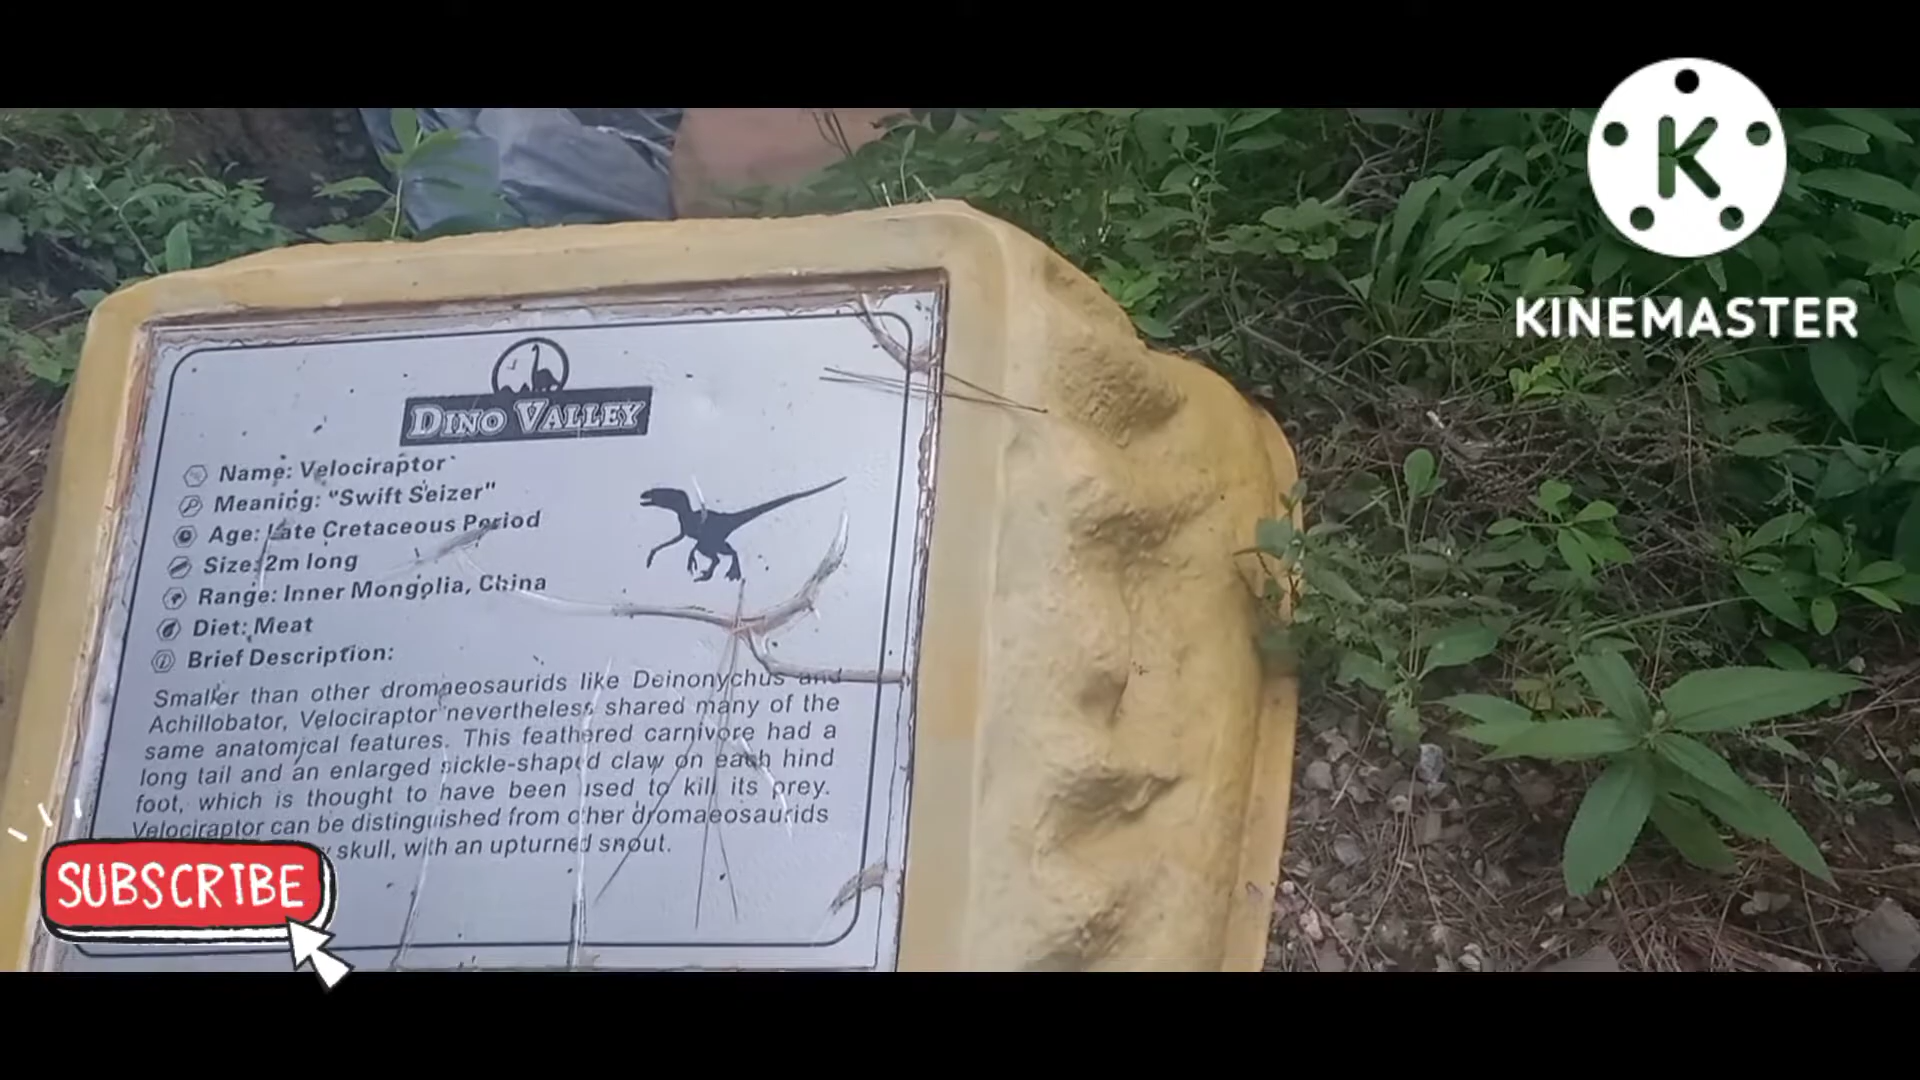 KINEMASTER
DINO VALLEY
Name: Velociraptor
Meaning: "Swift Seizer"
Age: Late Cretaceous Period
Size: 2m long
Range: Inner Mongolia, China
Diet: Meat
Brief Description:
Smaller than other dromaeosaurids like Deinonychus and
Achillobator, Velociraptor nevertheless shared many of the
same anatomical features. This feathered carnivore had a
long tail and an enlarged sickle-shaped claw on each hind
foot, which is thought to have been used to kill its prey.
Velociraptor can be distinguished from other dromaeosaurids
skull, with an upturned snout.
SUBSCRIBE